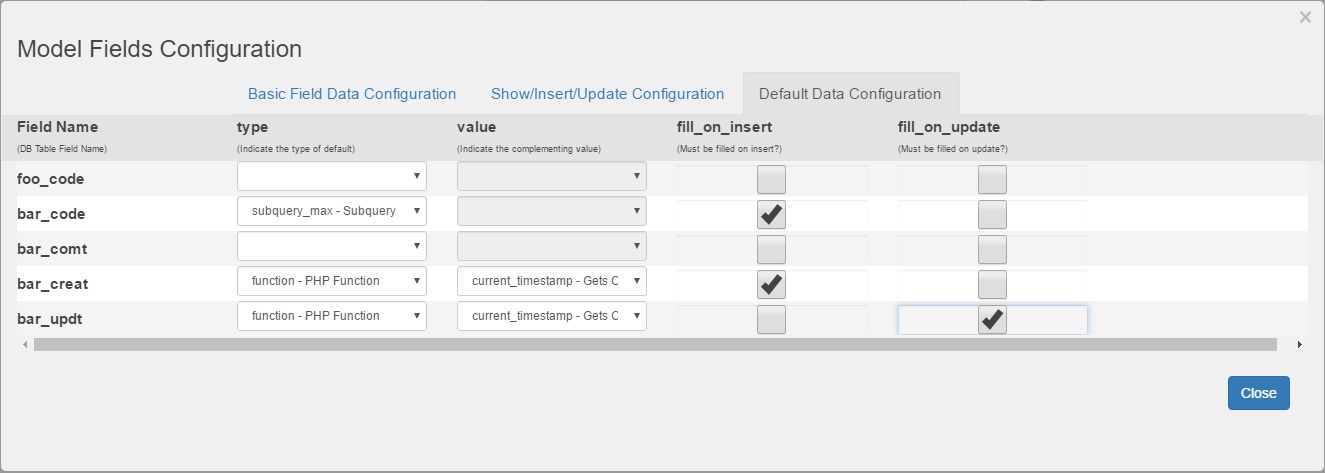 ×
Model Fields Configuration
Basic Field Data Configuration Show/Insert/Update Configuration Default Data Configuration
Field Name type value fill_on_insert fill_on_update
(DB Table Field Name) (Indicate the type of default) (Indicate the complementing value) (Must be filled on insert?) (Must be filled on update?)
foo_code
bar_code subquery_max - Subquery
bar_comt
bar_creat function - PHP Function current_timestamp - Gets C
bar_updt function - PHP Function current_timestamp - Gets C
Close